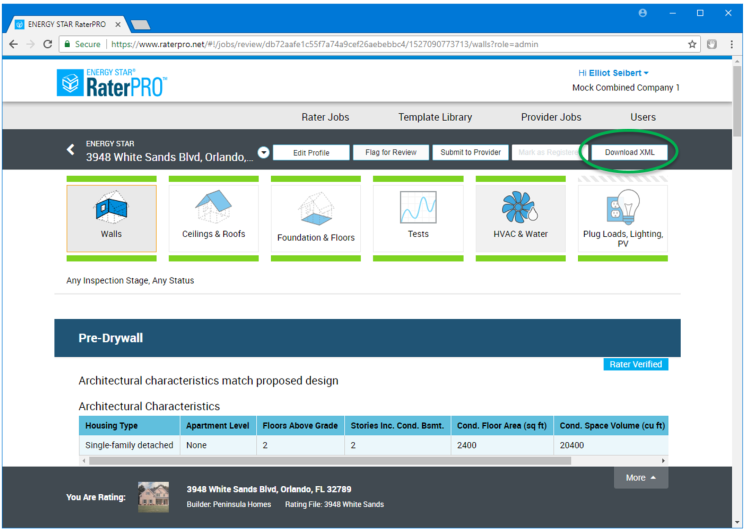 ENERGY STAR RaterPRO
Secure | https://www.raterpro.net/#!/jobs/review/db72aafe1c55f7a74a9cef26aebebbc4/1527090773713/walls?role=admin
ENERGY STAR®
RaterPRO™
Hi Elliot Seibert
Mock Combined Company 1
Rater Jobs Template Library Provider Jobs Users
ENERGY STAR
3948 White Sands Blvd, Orlando,...
Edit Profile Flag for Review Submit to Provider Mark as Registered Download XML
Walls Ceilings & Roofs Foundation & Floors Tests HVAC & Water Plug Loads, Lighting,
PV
Any Inspection Stage, Any Status
Pre-Drywall
Rater Verified
Architectural characteristics match proposed design
Architectural Characteristics
Housing Type Apartment Level Floors Above Grade Stories Inc. Cond. Bsmt. Cond. Floor Area (sq ft) Cond. Space Volume (cu ft)
Single-family detached None 2 2 2400 20400
More
You Are Rating:
3948 White Sands Blvd, Orlando, FL 32789
Builder: Peninsula Homes Rating File: 3948 White Sands